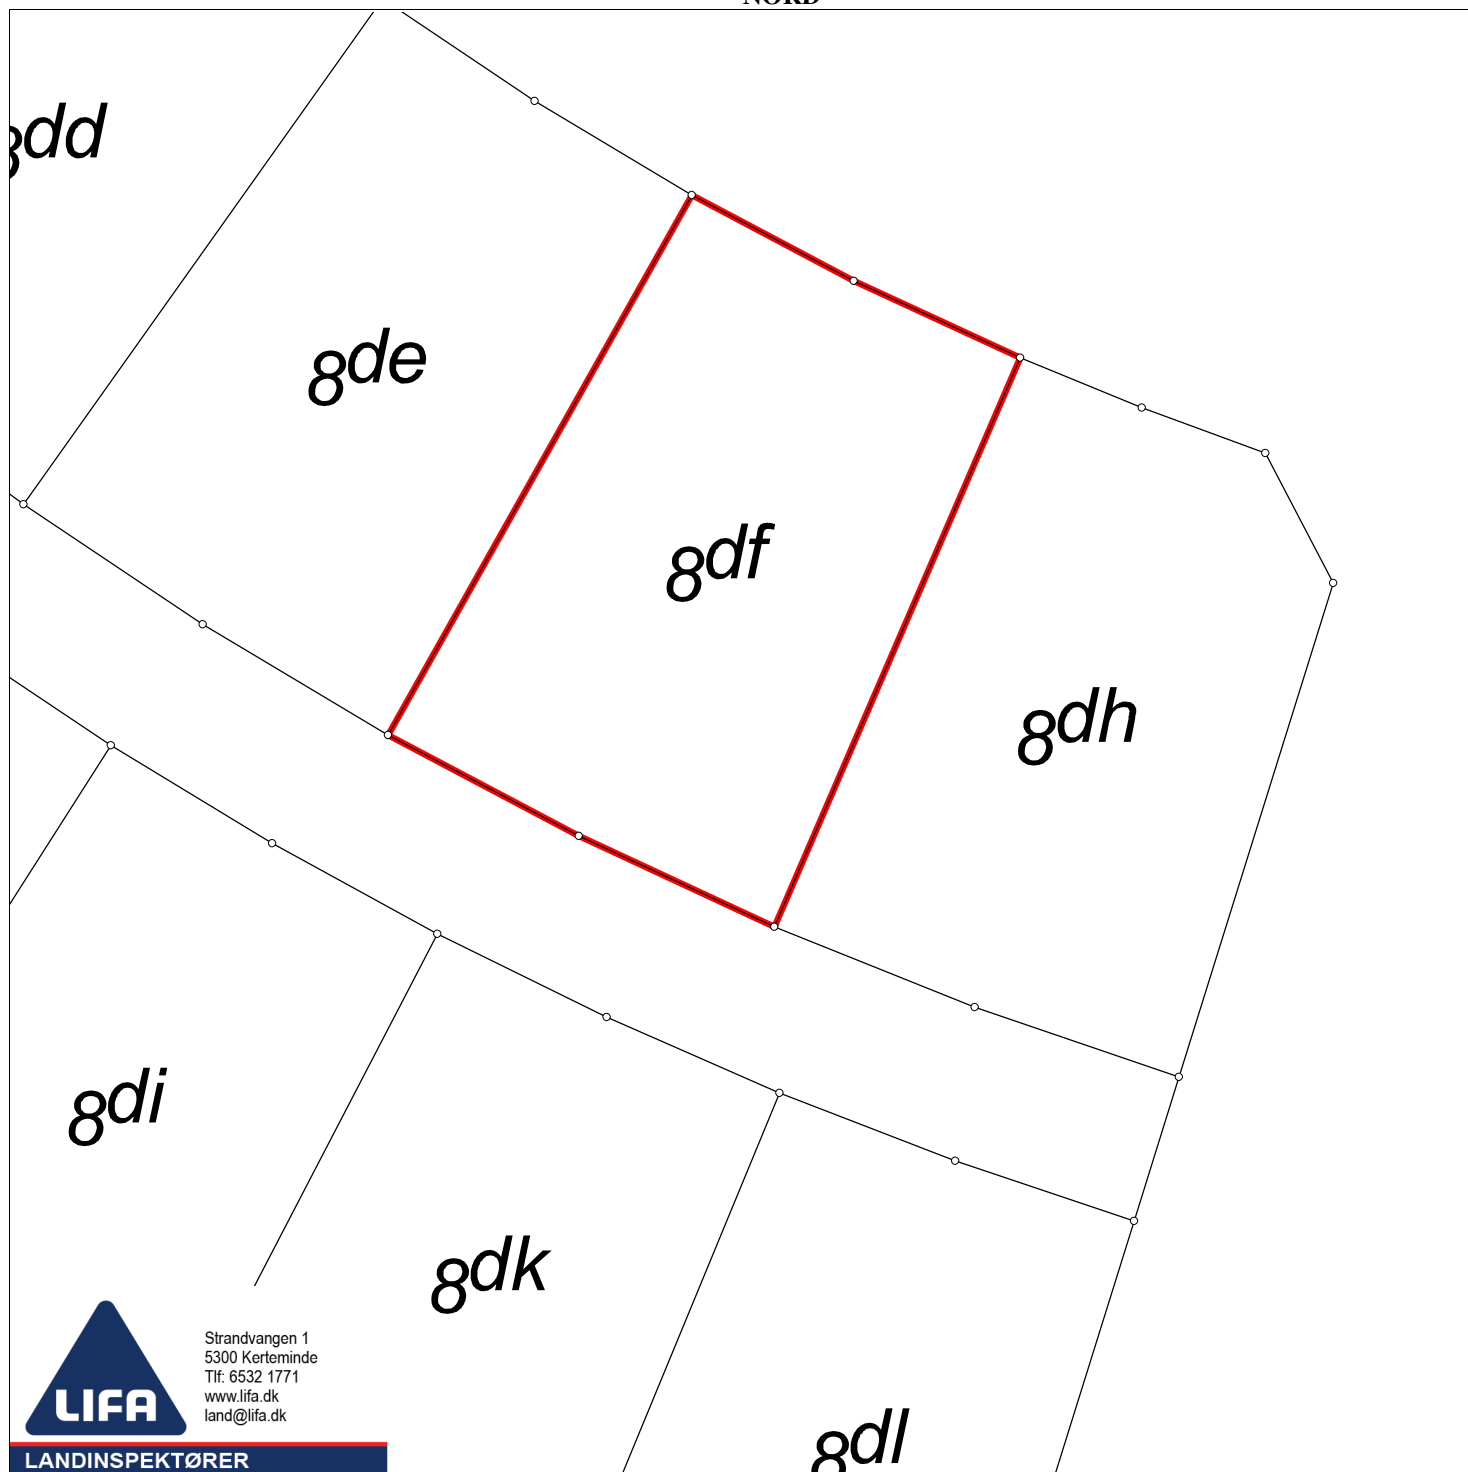 NORD
8dd
8de
8df
8dh
8di
8dk
8dl
Strandvangen 1
5300 Kerteminde
Tlf: 6532 1771
www.lifa.dk
land@lifa.dk
LIFA
LANDINSPEKTØRER